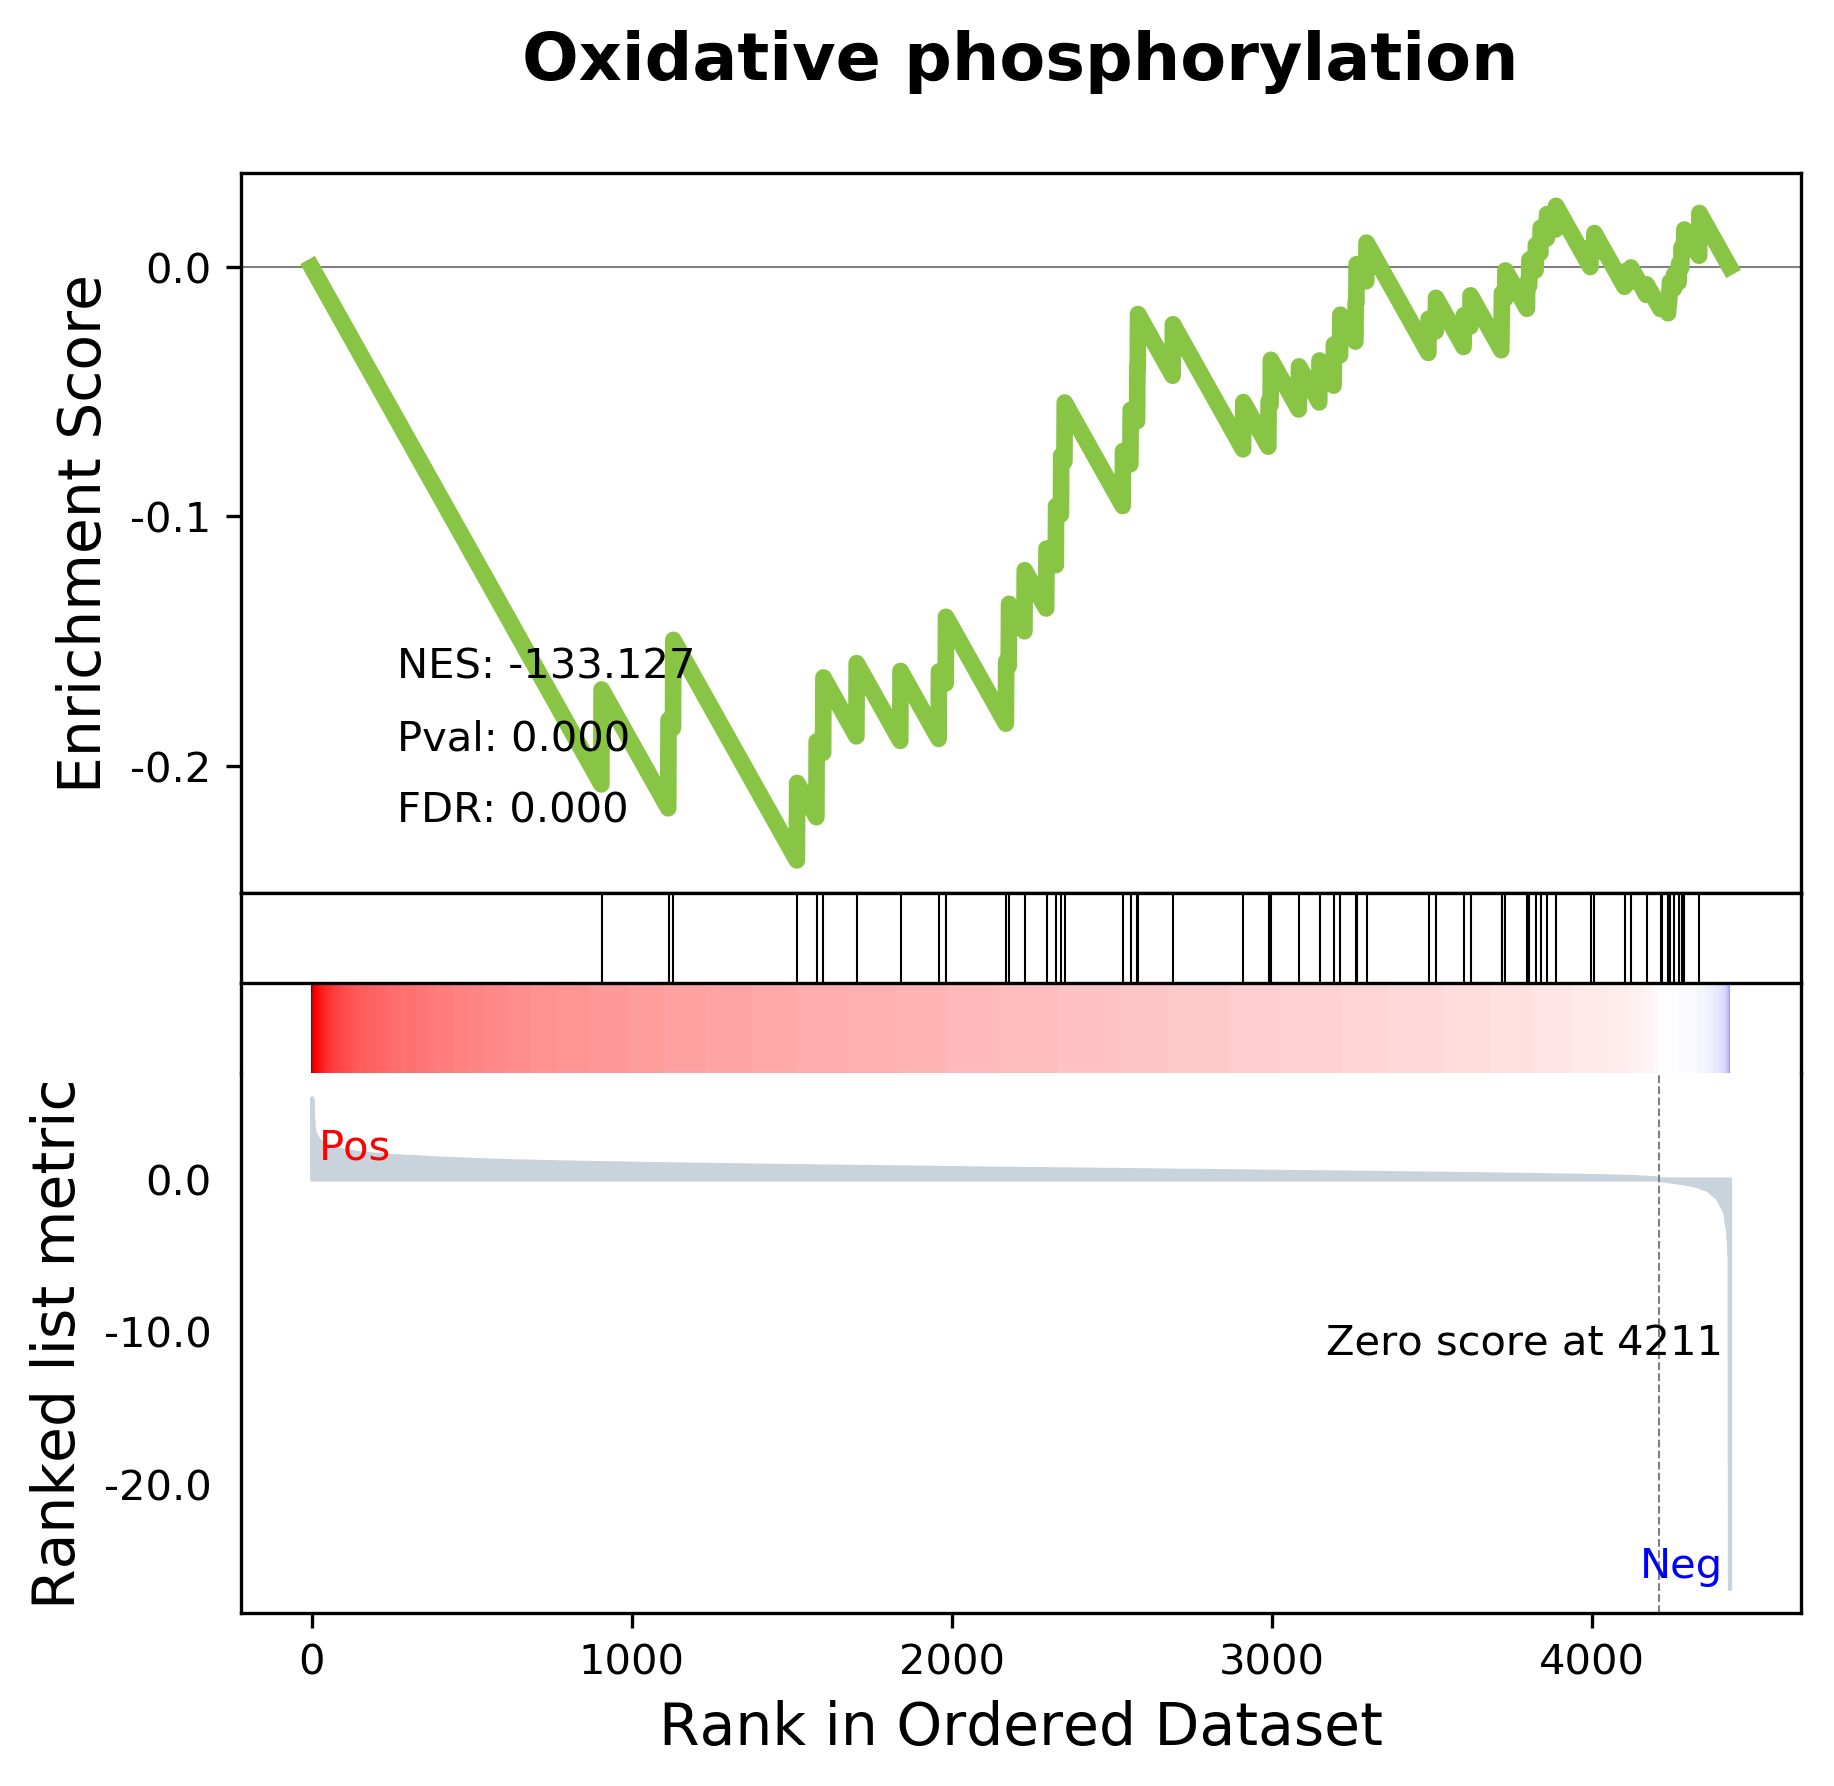 Oxidative phosphorylation
Enrichment Score
0.0
-0.1
-0.2
NES: -133.127
Pval: 0.000
FDR: 0.000
Ranked list metric
Pos
0.0
-10.0
-20.0
Zero score at 4211
Neg
0 1000 2000 3000 4000
Rank in Ordered Dataset